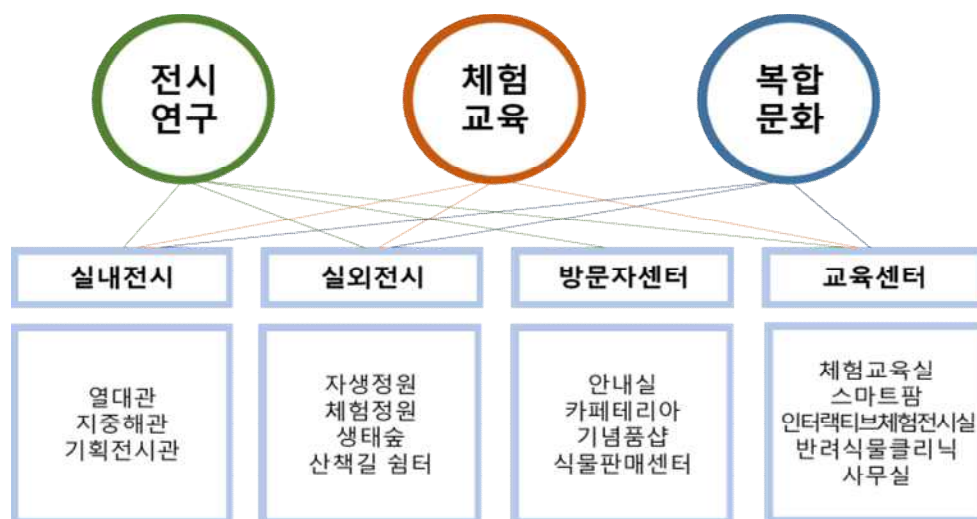 전시
연구
체험
교육
복합
문화
실내전시
실외전시
방문자센터
교육센터
열대관
지중해관
기획전시관
자생정원
체험정원
생태숲
산책길 쉼터
안내실
카페테리아
기념품샵
식물판매센터
체험교육실
스마트팜
인터랙티브체험전시실
반려식물클리닉
사무실